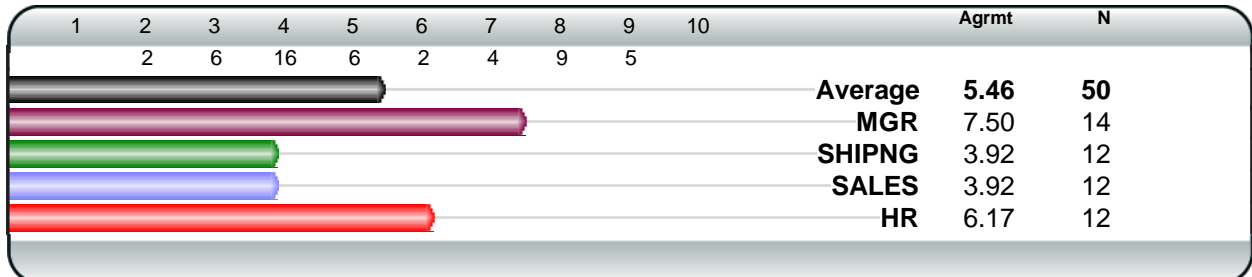 1 2 3 4 5 6 7 8 9 10 Agrmt N
2 6 16 6 2 4 9 5
Average 5.46 50
MGR 7.50 14
SHIPNG 3.92 12
SALES 3.92 12
HR 6.17 12